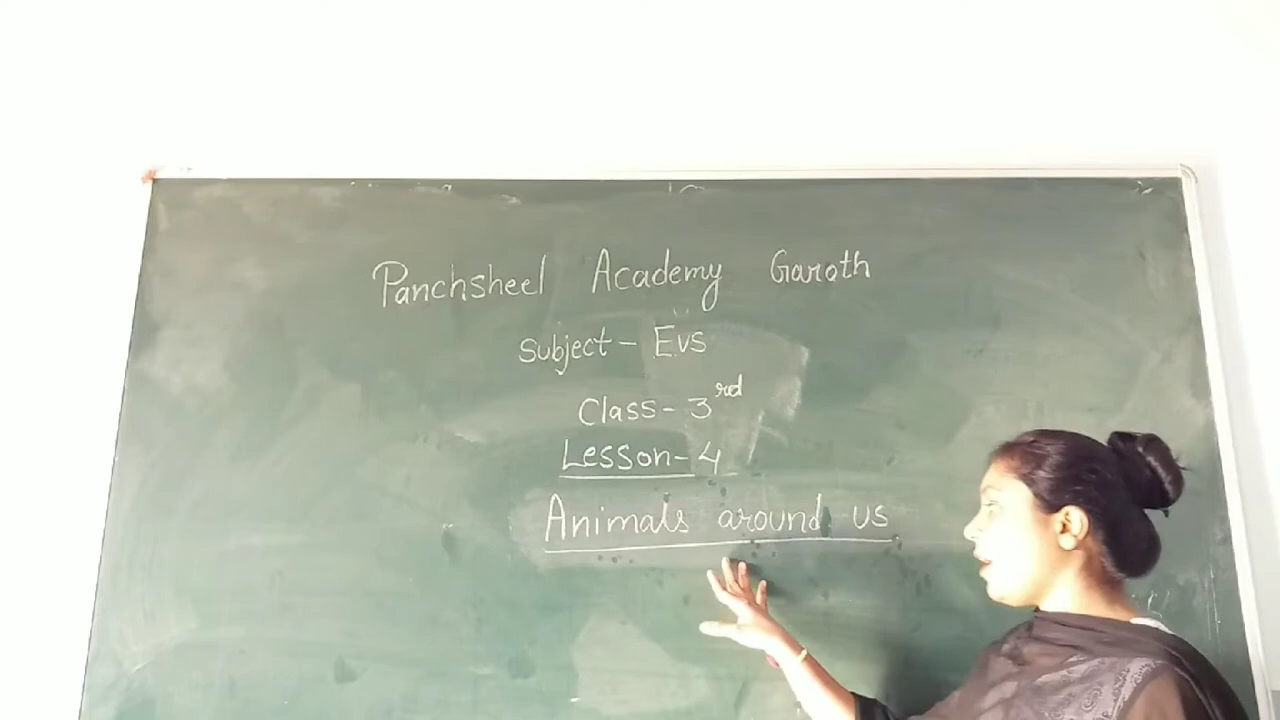 Panchsheel Academy Garoth
Subject - Evs
Class - 3rd
Lesson - 4
Animals around us